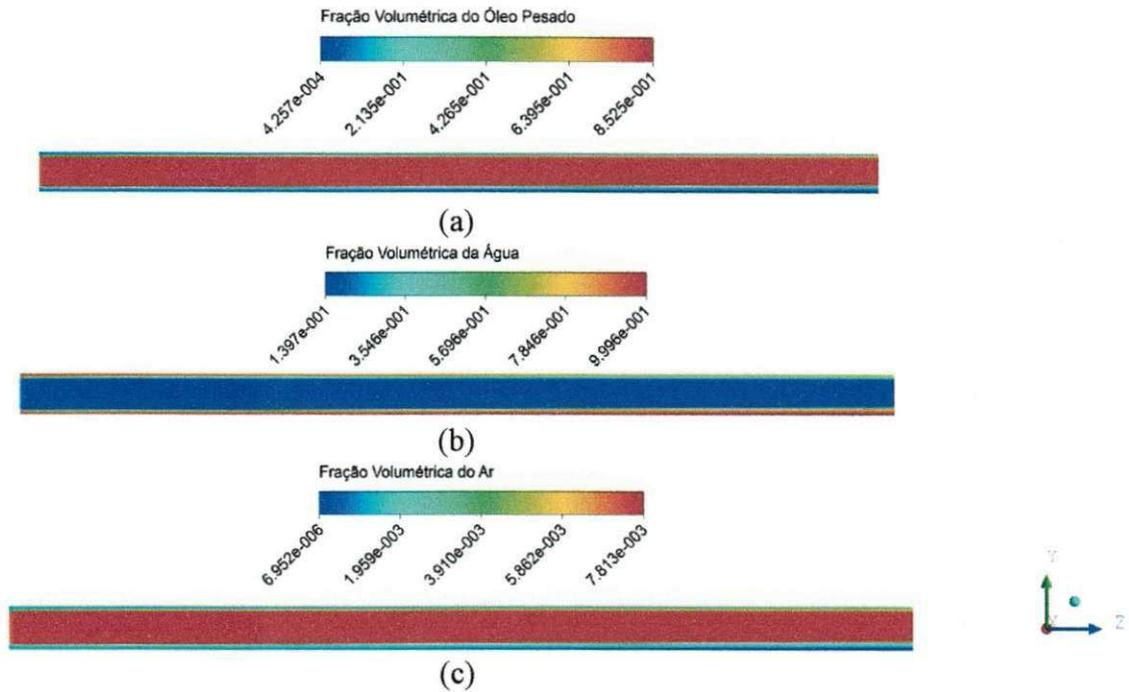 Fração Volumétrica do Óleo Pesado
4.257e-004 2.135e-001 4.265e-001 6.395e-001 8.525e-001
(a)
Fração Volumétrica da Água
1.397e-001 3.546e-001 5.696e-001 7.846e-001 9.996e-001
(b)
Fração Volumétrica do Ar
6.952e-006 1.959e-003 3.910e-003 5.862e-003 7.813e-003
(c)
Y
X Z